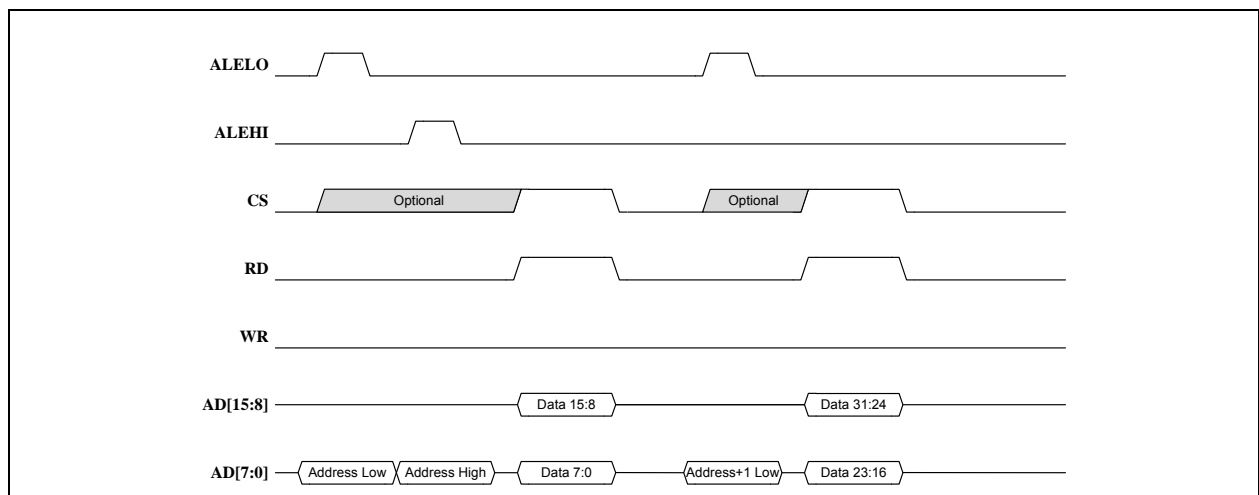 ALELO
ALEHI
CS Optional Optional
RD
WR
AD[15:8] Data 15:8 Data 31:24
AD[7:0] Address Low Address High Data 7:0 Address+1 Low Data 23:16